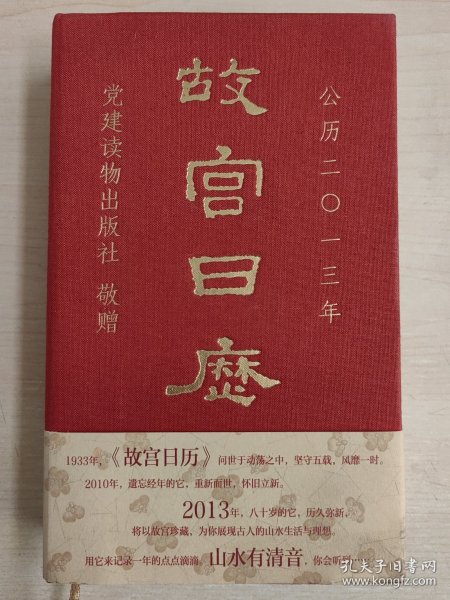 公历二〇一三年
故宫日历
党建读物出版社 敬赠
1933年，《故宫日历》问世于动荡之中，坚守五载，风靡一时。
2010年，遗忘经年的它，重新面世，怀旧立新。
2013年，八十岁的它，历久弥新，
将以故宫珍藏，为你展现古人的山水生活与理想。
用它来记录一年的点点滴滴，山水有清音，你会听到……
孔夫子旧书网